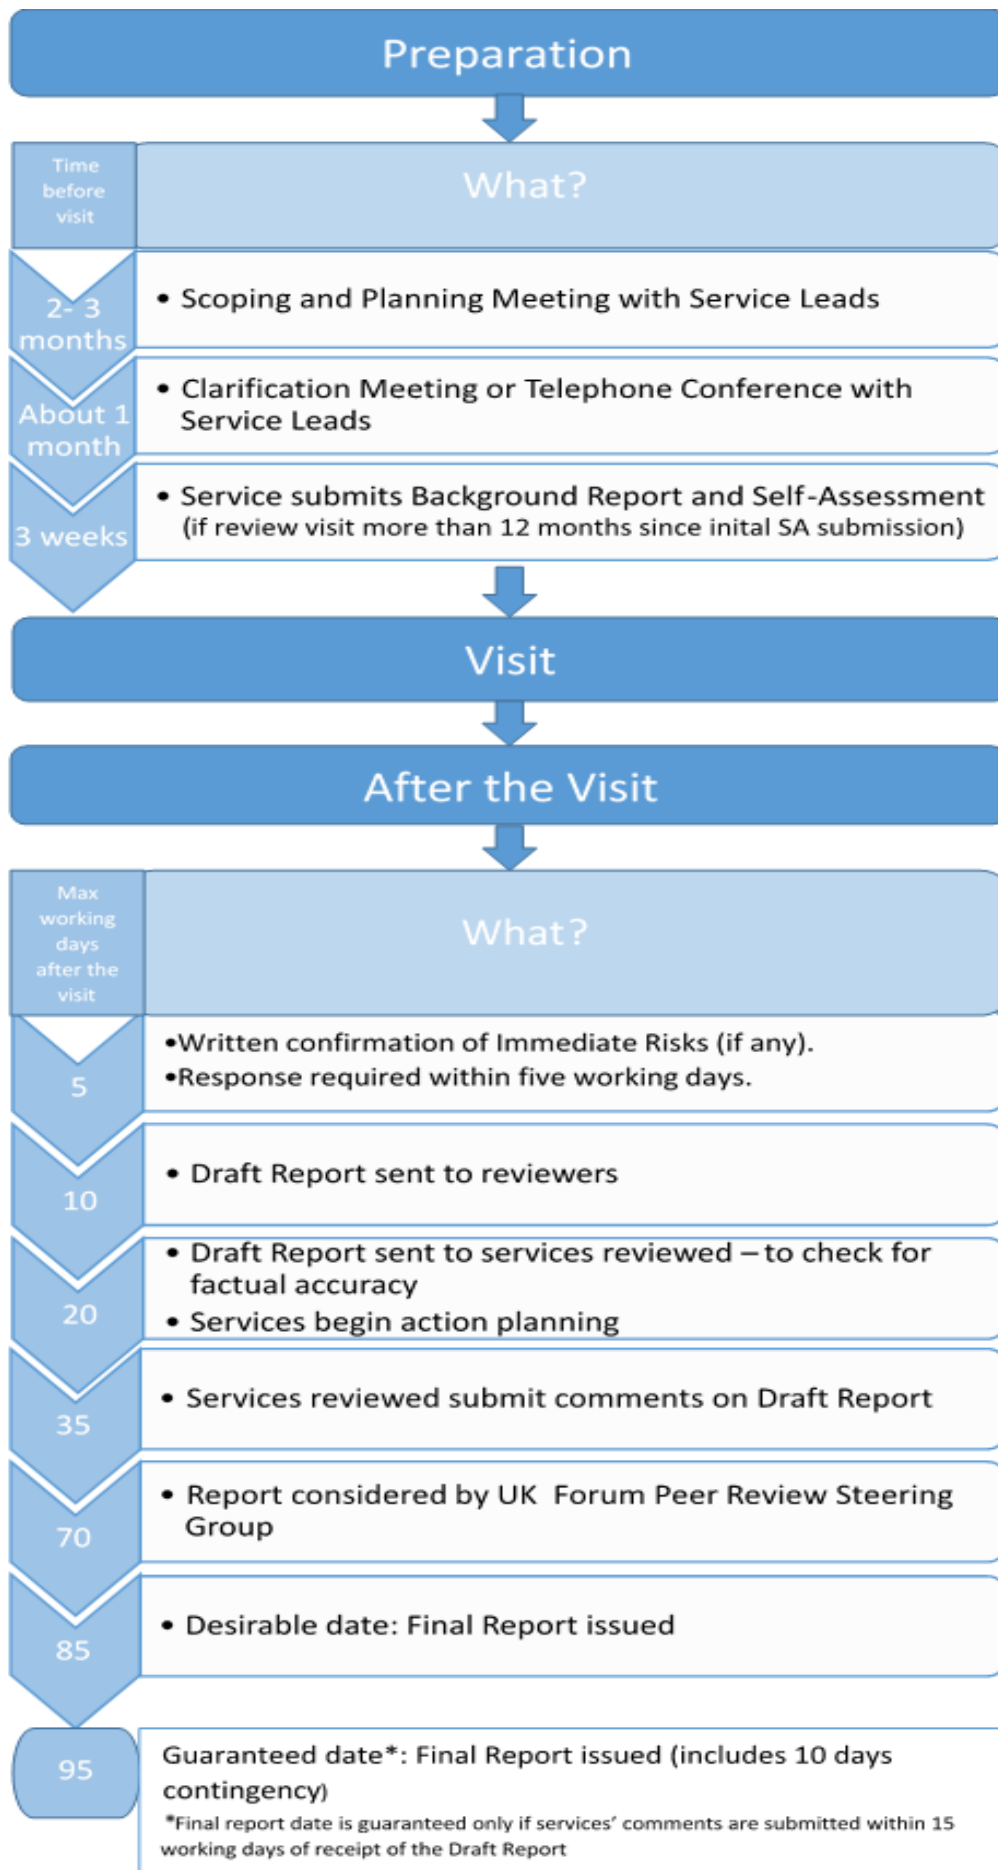 Preparation
Time
before
visit
What?
2- 3
months
• Scoping and Planning Meeting with Service Leads
About 1
month
• Clarification Meeting or Telephone Conference with
Service Leads
3 weeks
• Service submits Background Report and Self-Assessment
(if review visit more than 12 months since inital SA submission)
Visit
After the Visit
Max
working
days
after the
visit
What?
5
•Written confirmation of Immediate Risks (if any).
•Response required within five working days.
10
• Draft Report sent to reviewers
20
• Draft Report sent to services reviewed – to check for
factual accuracy
• Services begin action planning
35
• Services reviewed submit comments on Draft Report
70
• Report considered by UK Forum Peer Review Steering
Group
85
• Desirable date: Final Report issued
95
Guaranteed date*: Final Report issued (includes 10 days
contingency)
*Final report date is guaranteed only if services’ comments are submitted within 15
working days of receipt of the Draft Report